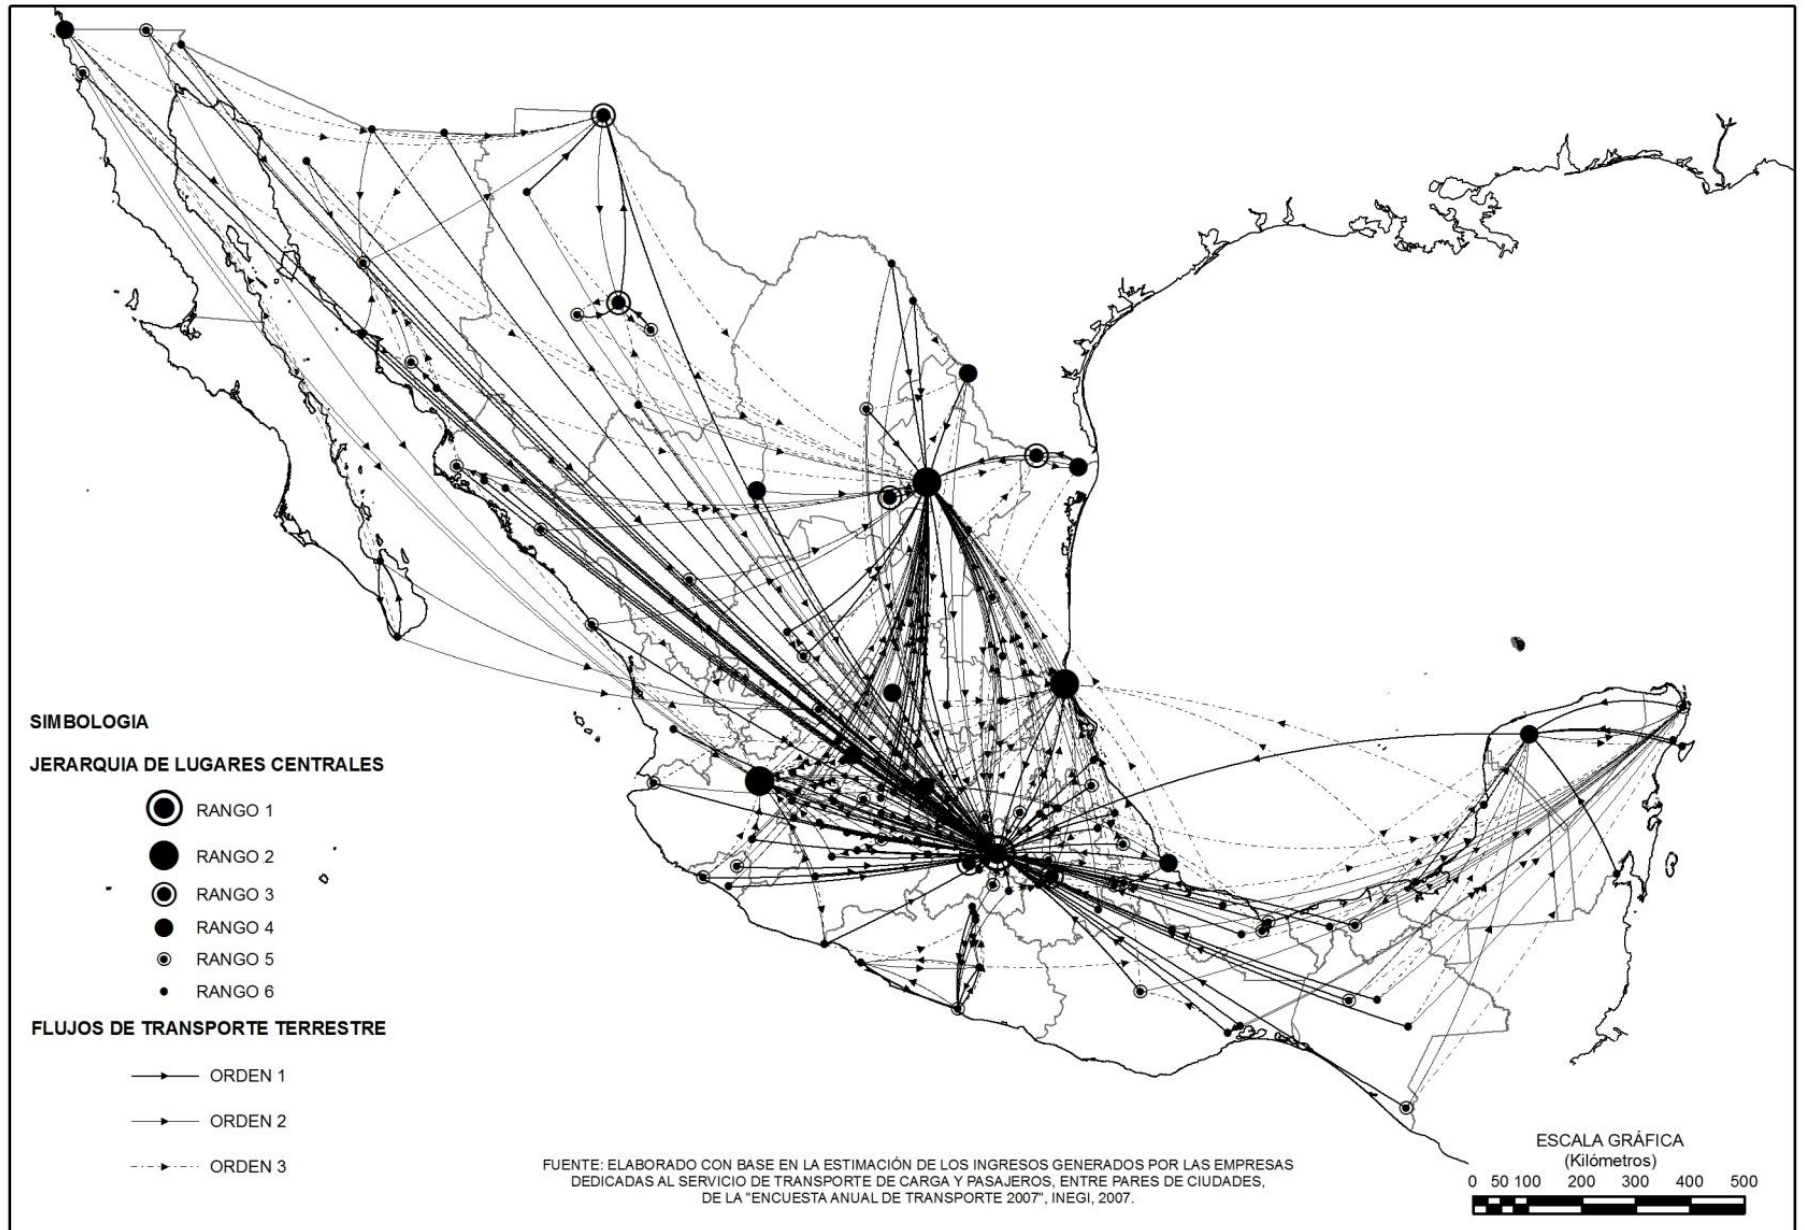 SIMBOLOGIA
JERARQUIA DE LUGARES CENTRALES
RANGO 1
RANGO 2
RANGO 3
RANGO 4
RANGO 5
RANGO 6
FLUJOS DE TRANSPORTE TERRESTRE
ORDEN 1
ORDEN 2
ORDEN 3
FUENTE: ELABORADO CON BASE EN LA ESTIMACIÓN DE LOS INGRESOS GENERADOS POR LAS EMPRESAS
DEDICADAS AL SERVICIO DE TRANSPORTE DE CARGA Y PASAJEROS, ENTRE PARES DE CIUDADES,
DE LA "ENCUESTA ANUAL DE TRANSPORTE 2007", INEGI, 2007.
ESCALA GRÁFICA
(Kilómetros)
0 50 100 200 300 400 500